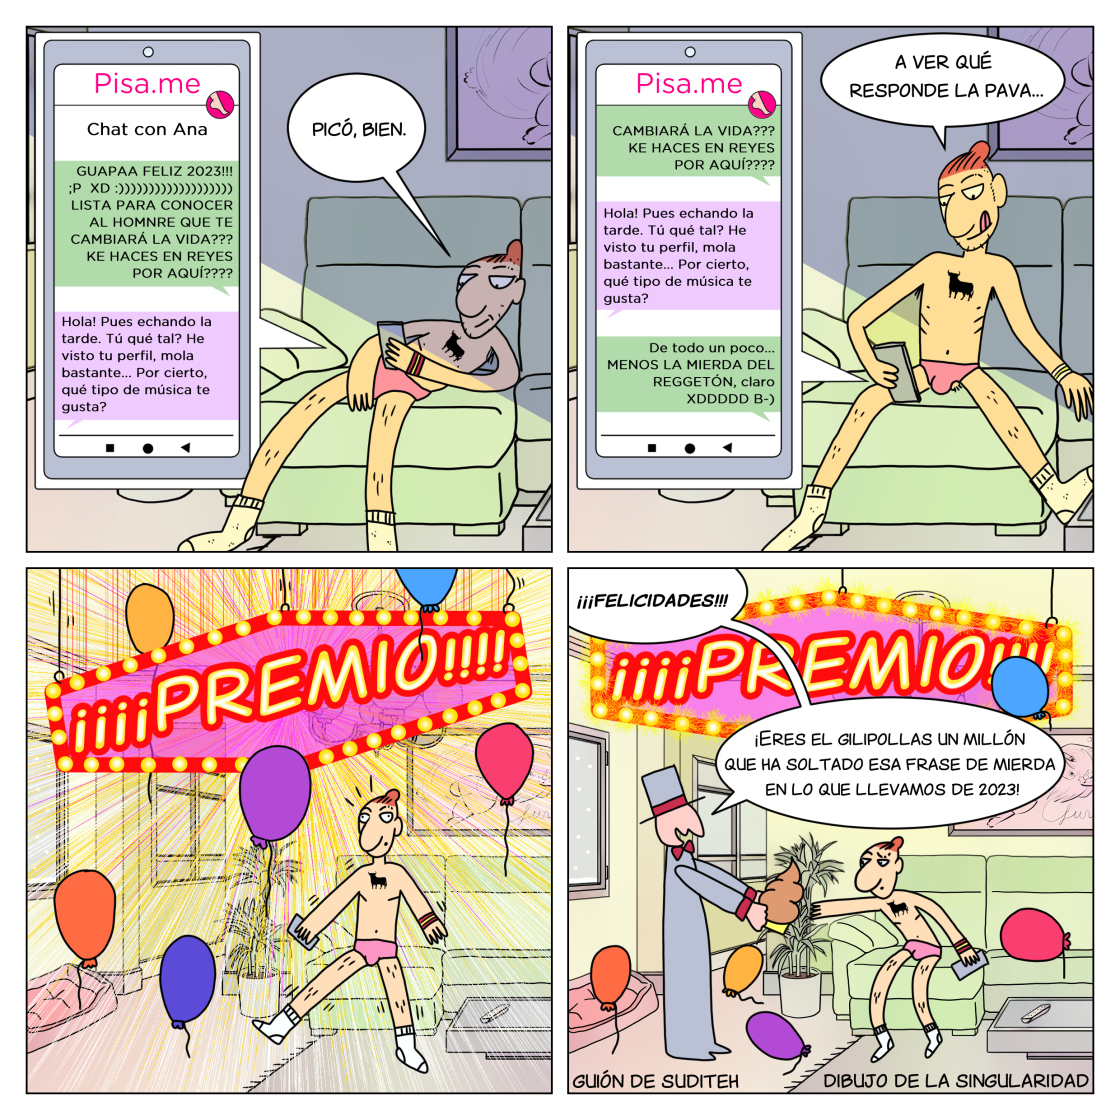 Pisa.me
Chat con Ana
GUAPAA FELIZ 2023!!!
;P XD :)))))))))))))))))))
LISTA PARA CONOCER
AL HOMNRE QUE TE
CAMBIARÁ LA VIDA???
KE HACES EN REYES
POR AQUÍ????
Hola! Pues echando la
tarde. Tú qué tal? He
visto tu perfil, mola
bastante... Por cierto,
qué tipo de música te
gusta?
PICÓ, BIEN.
Pisa.me
CAMBIARÁ LA VIDA???
KE HACES EN REYES
POR AQUÍ????
Hola! Pues echando la
tarde. Tú qué tal? He
visto tu perfil, mola
bastante... Por cierto,
qué tipo de música te
gusta?
De todo un poco...
MENOS LA MIERDA DEL
REGGETÓN, claro
XDDDDD B-)
A VER QUÉ
RESPONDE LA PAVA...
¡¡¡¡PREMIO!!!!
¡¡¡FELICIDADES!!!
¡¡¡¡PREMIO!!!!
¡ERES EL GILIPOLLAS UN MILLÓN
QUE HA SOLTADO ESA FRASE DE MIERDA
EN LO QUE LLEVAMOS DE 2023!
GUIÓN DE SUDITEH
DIBUJO DE LA SINGULARIDAD